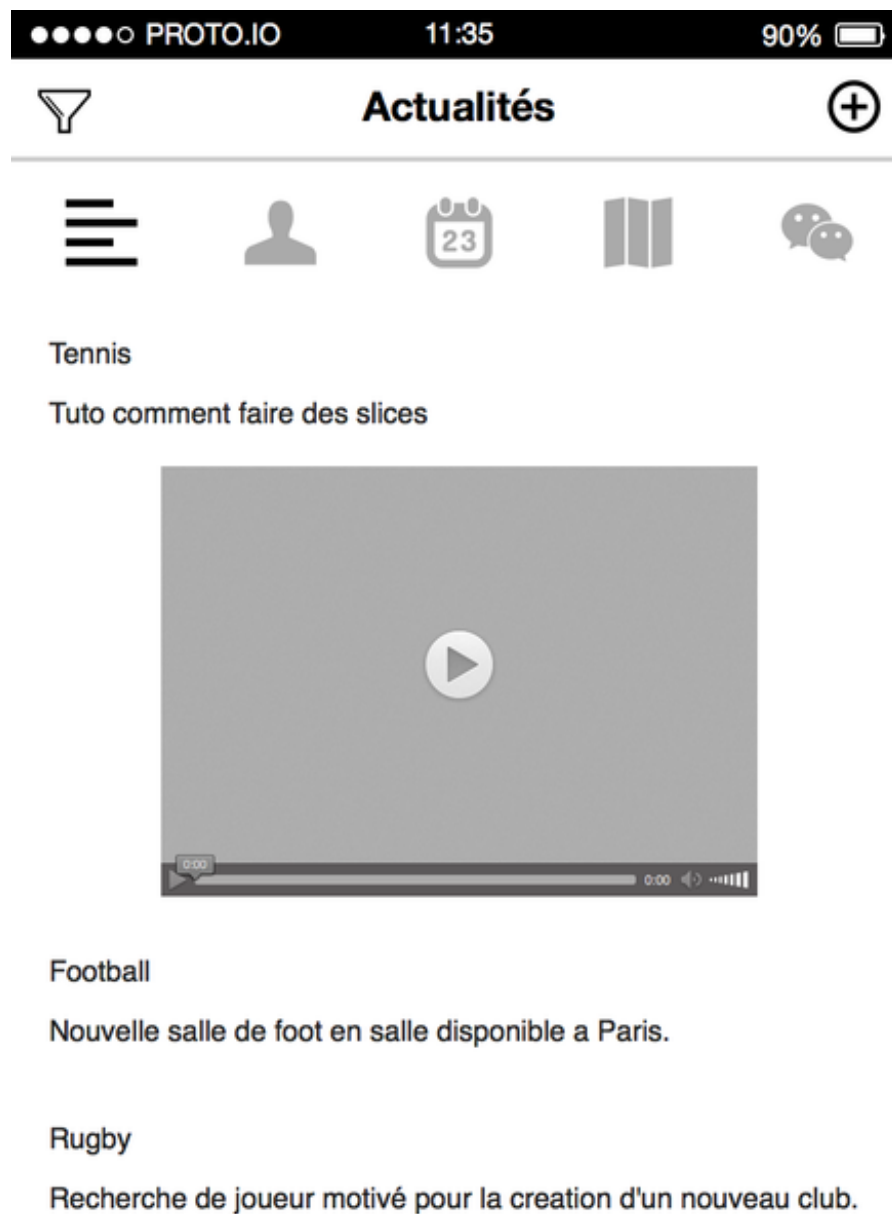 PROTO.IO 11:35 90%
Actualités
23
Tennis
Tuto comment faire des slices
0:00
0:00
Football
Nouvelle salle de foot en salle disponible a Paris.
Rugby
Recherche de joueur motivé pour la creation d'un nouveau club.